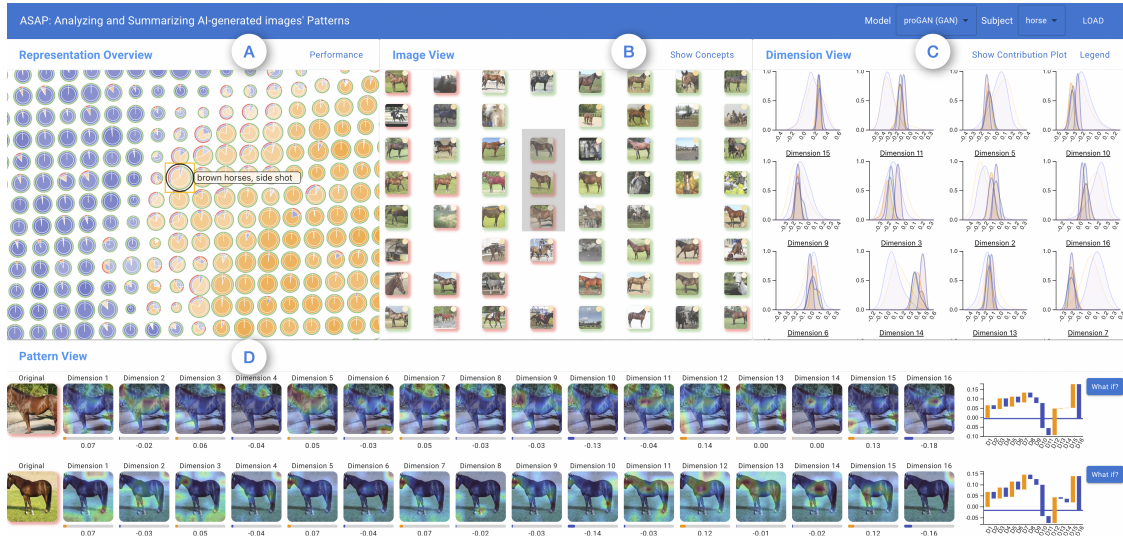 ASAP: Analyzing and Summarizing AI-generated images' Patterns
Model proGAN (GAN) Subject horse LOAD
Representation Overview A Performance
brown horses, side shot
Image View B Show Concepts
Dimension View C Show Contribution Plot Legend
Dimension 15 Dimension 11 Dimension 5 Dimension 10
Dimension 9 Dimension 3 Dimension 2 Dimension 16
Dimension 6 Dimension 14 Dimension 13 Dimension 7
Pattern View D
Original Dimension 1 Dimension 2 Dimension 3 Dimension 4 Dimension 5 Dimension 6 Dimension 7 Dimension 8 Dimension 9 Dimension 10 Dimension 11 Dimension 12 Dimension 13 Dimension 14 Dimension 15 Dimension 16
What if?
0.07 -0.02 0.06 -0.04 0.05 -0.03 0.05 -0.03 -0.03 -0.13 -0.04 0.14 0.00 0.00 0.13 -0.18
Original Dimension 1 Dimension 2 Dimension 3 Dimension 4 Dimension 5 Dimension 6 Dimension 7 Dimension 8 Dimension 9 Dimension 10 Dimension 11 Dimension 12 Dimension 13 Dimension 14 Dimension 15 Dimension 16
What if?
0.07 -0.03 0.05 -0.04 0.07 -0.05 0.07 -0.02 -0.03 -0.14 -0.03 0.12 -0.01 -0.02 0.12 -0.16